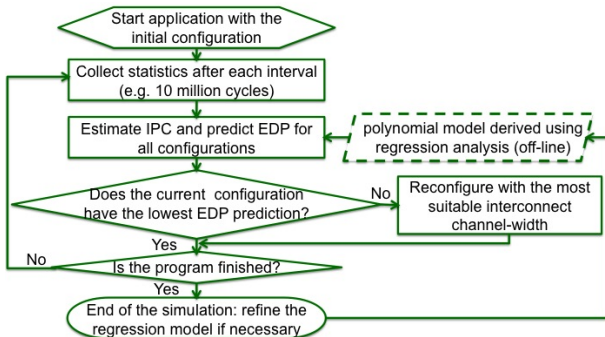 Start application with the
initial configuration
Collect statistics after each interval
(e.g. 10 million cycles)
Estimate IPC and predict EDP for
all configurations
polynomial model derived using
regression analysis (off-line)
Does the current configuration
have the lowest EDP prediction?
No
Reconfigure with the most
suitable interconnect
channel-width
Yes
No
Is the program finished?
Yes
End of the simulation: refine the
regression model if necessary